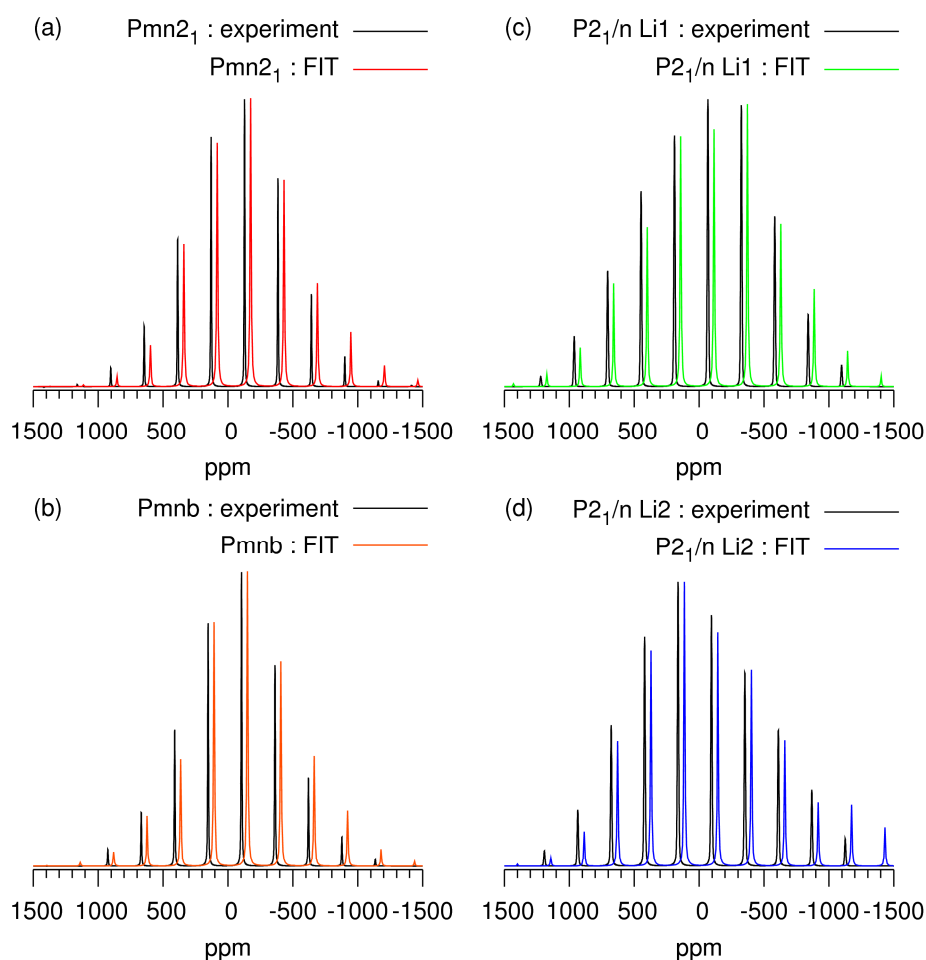 (a)
Pmn2₁ : experiment
Pmn2₁ : FIT
1500 1000 500 0 -500 -1000 -1500
ppm
(c)
P2₁/n Li1 : experiment
P2₁/n Li1 : FIT
1500 1000 500 0 -500 -1000 -1500
ppm
(b)
Pmnb : experiment
Pmnb : FIT
1500 1000 500 0 -500 -1000 -1500
ppm
(d)
P2₁/n Li2 : experiment
P2₁/n Li2 : FIT
1500 1000 500 0 -500 -1000 -1500
ppm